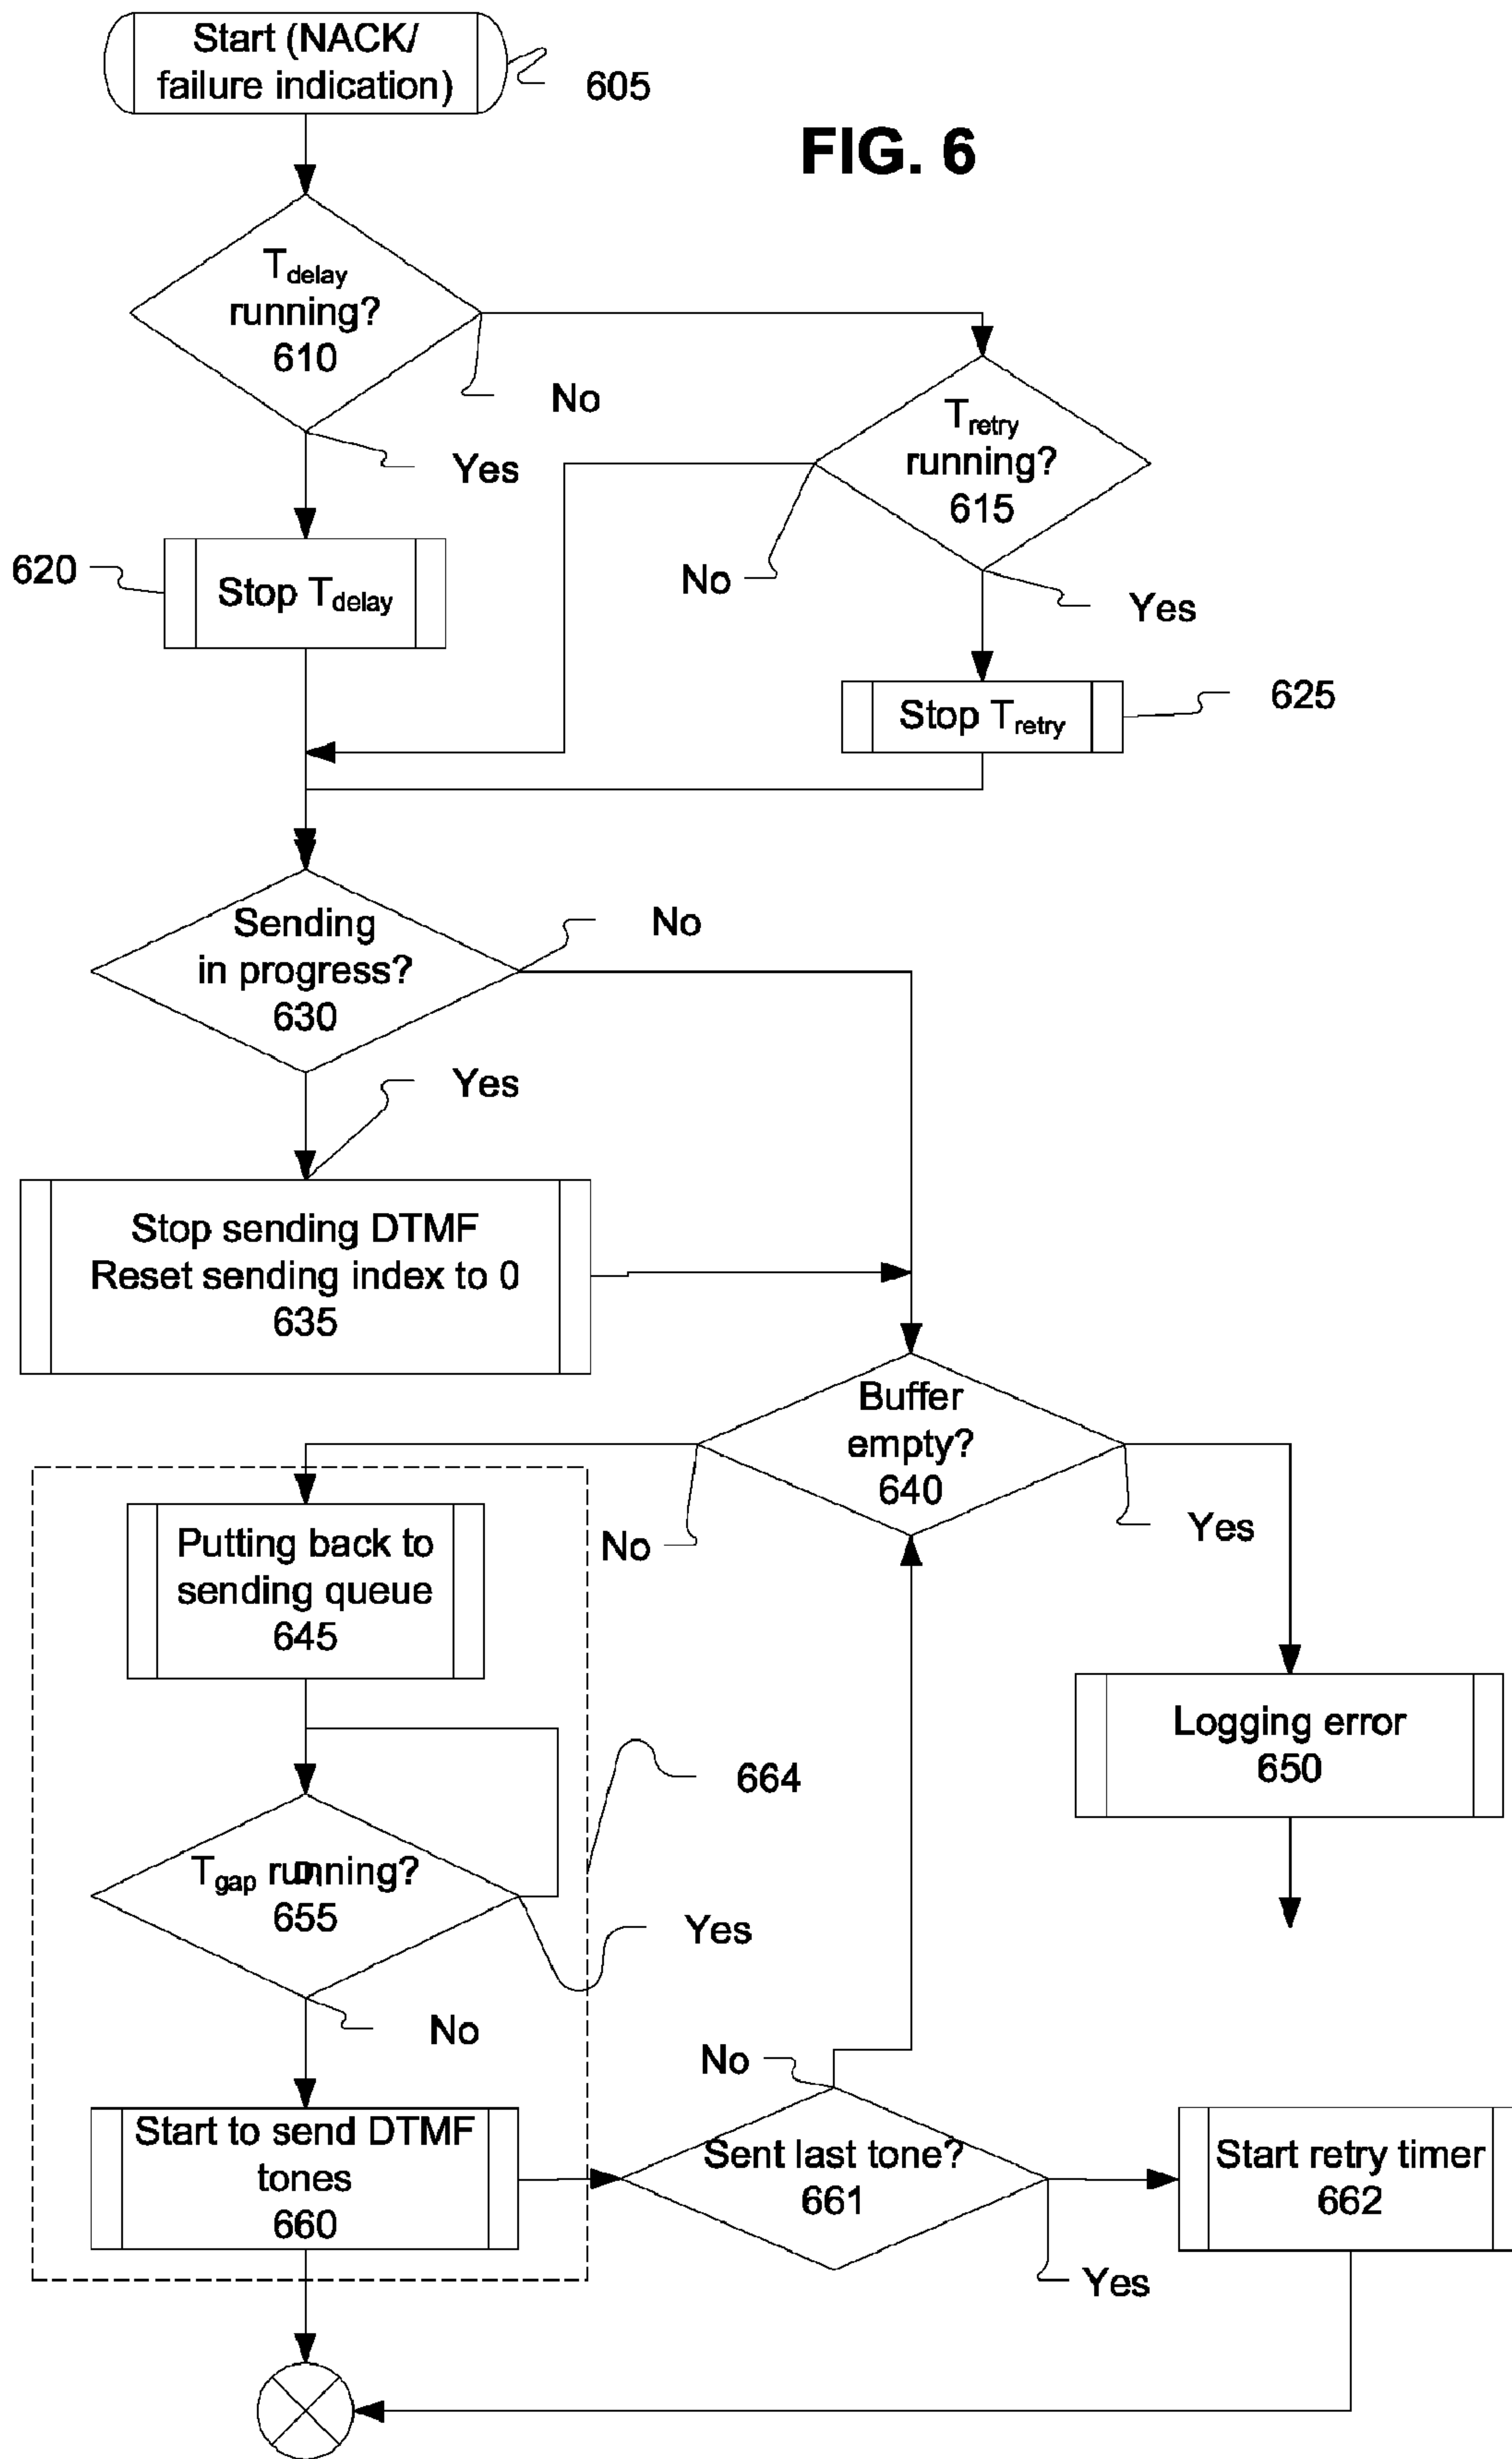 Start (NACK/
failure indication)
605
FIG. 6
Tdelay
running?
610
No
Yes
Tretry
running?
615
No
Yes
620
Stop Tdelay
Stop Tretry
625
Sending
in progress?
630
No
Yes
Stop sending DTMF
Reset sending index to 0
635
Buffer
empty?
640
No
Yes
Putting back to
sending queue
645
Logging error
650
664
Tgap running?
655
Yes
No
Start to send DTMF
tones
660
No
Sent last tone?
661
Yes
Start retry timer
662